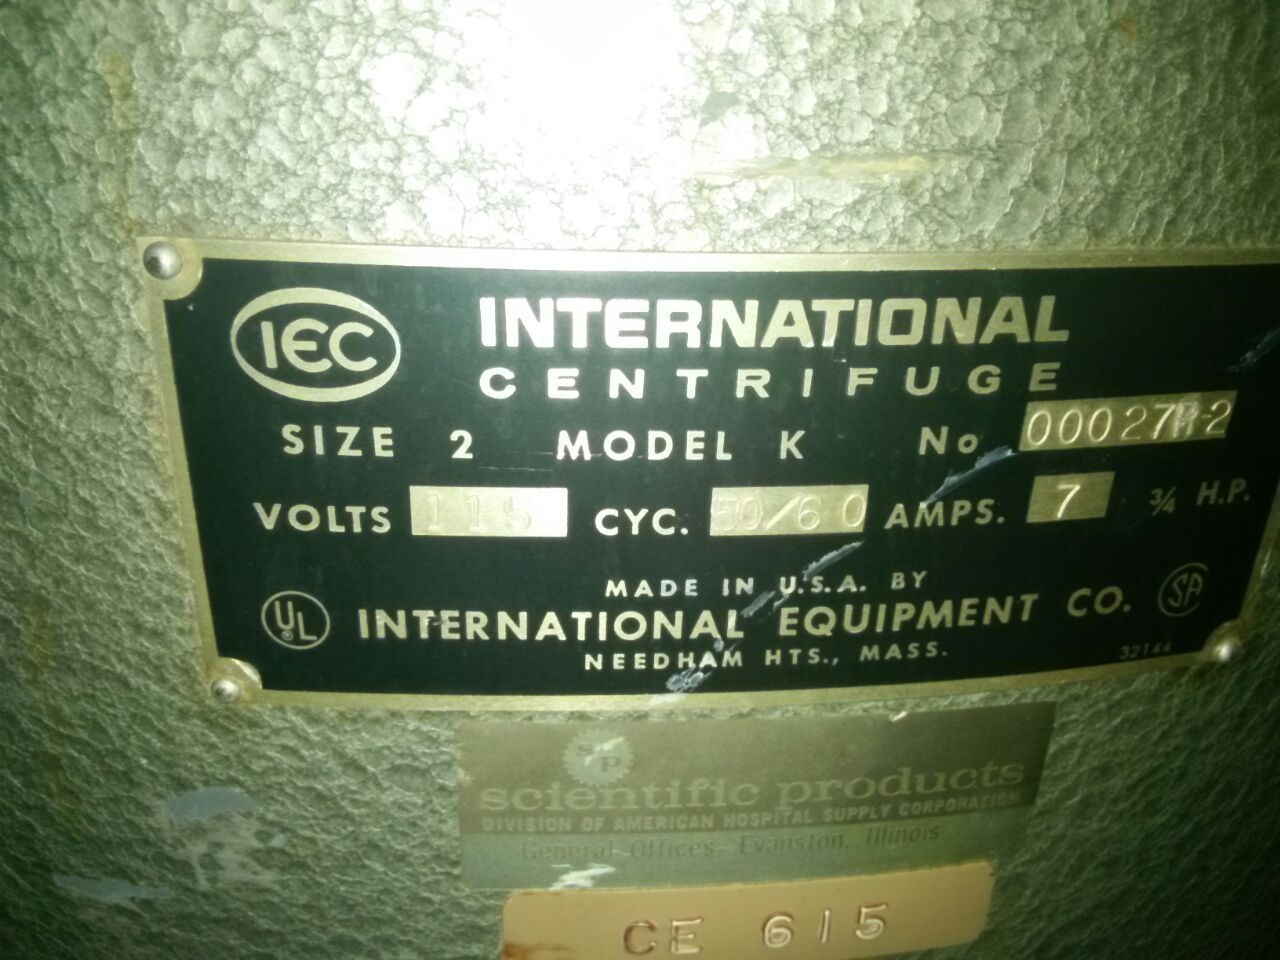 IEC
INTERNATIONAL
CENTRIFUGE
SIZE 2 MODEL K No
VOLTS 115 CYC. 50/60 AMPS. 7 3/4 H.P.
MADE IN U.S.A. BY
UL INTERNATIONAL EQUIPMENT CO. SA
NEEDHAM HTS., MASS. 32144
sp
scientific products
DIVISION OF AMERICAN HOSPITAL SUPPLY CORPORATION
General Offices Evanston, Illinois
CE 615